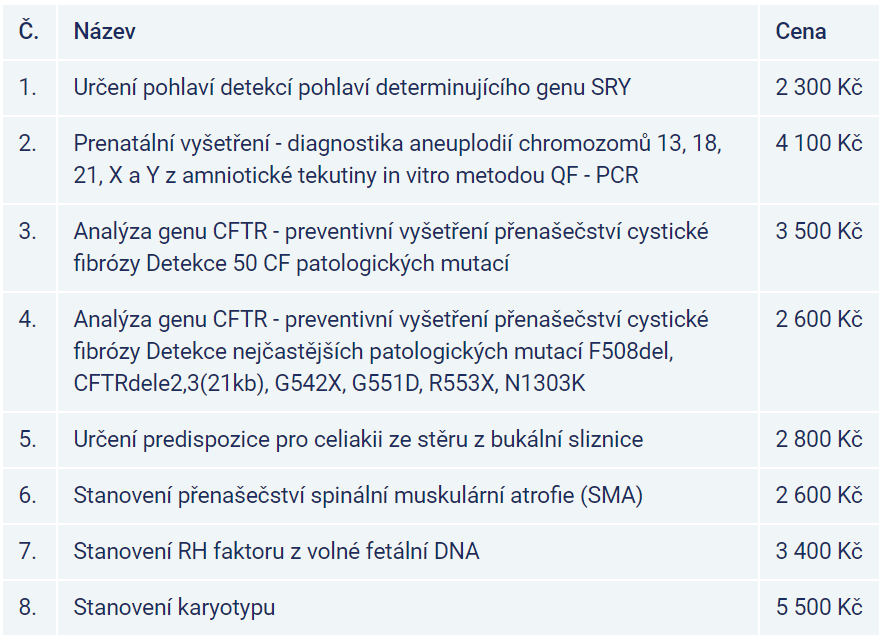 Č. Název Cena
1. Určení pohlaví detekcí pohlaví determinujícího genu SRY 2 300 Kč
2. Prenatální vyšetření - diagnostika aneuplodií chromozomů 13, 18, 4 100 Kč
21, X a Y z amniotické tekutiny in vitro metodou QF - PCR
3. Analýza genu CFTR - preventivní vyšetření přenašečství cystické 3 500 Kč
fibrózy Detekce 50 CF patologických mutací
4. Analýza genu CFTR - preventivní vyšetření přenašečství cystické 2 600 Kč
fibrózy Detekce nejčastějších patologických mutací F508del,
CFTRdele2,3(21kb), G542X, G551D, R553X, N1303K
5. Určení predispozice pro celiakii ze stěru z bukální sliznice 2 800 Kč
6. Stanovení přenašečství spinální muskulární atrofie (SMA) 2 600 Kč
7. Stanovení RH faktoru z volné fetální DNA 3 400 Kč
8. Stanovení karyotypu 5 500 Kč